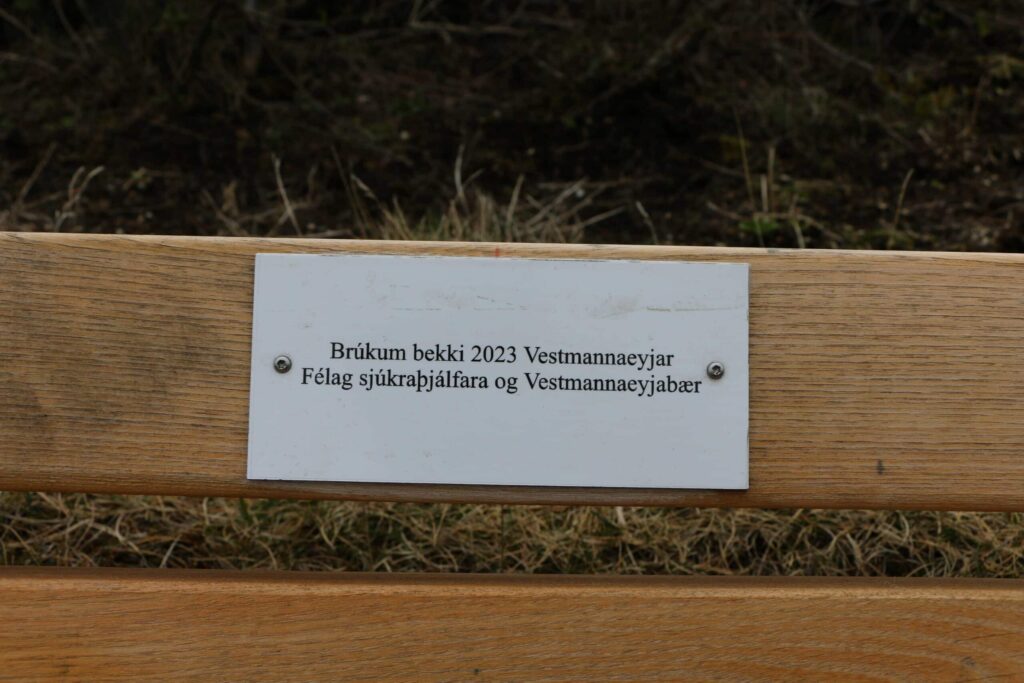 Brúkum bekki 2023 Vestmannaeyjar
Félag sjúkraþjálfara og Vestmannaeyjabær